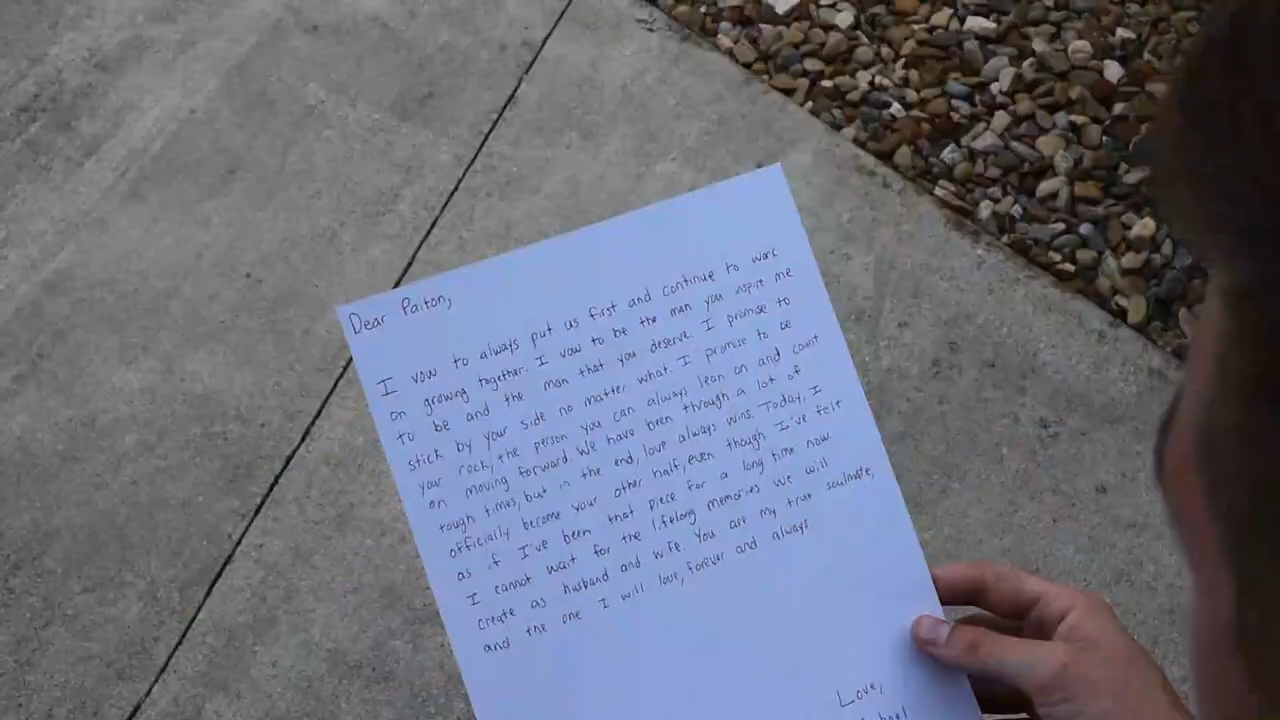 Dear Paiton,
I vow to always put us first and continue to work
on growing together. I vow to be the man you inspire me
to be and the man that you deserve. I promise to
stick by your side no matter what. I promise to be
your rock, the person you can always lean on and count
on moving forward. We have been through a lot of
tough times, but in the end, love always wins. Today, I
officially become your other half, even though I've felt
as if I've been that piece for a long time now.
I cannot wait for the lifelong memories we will
create as husband and wife. You are my true soulmate,
and the one I will love, forever and always.
Love,